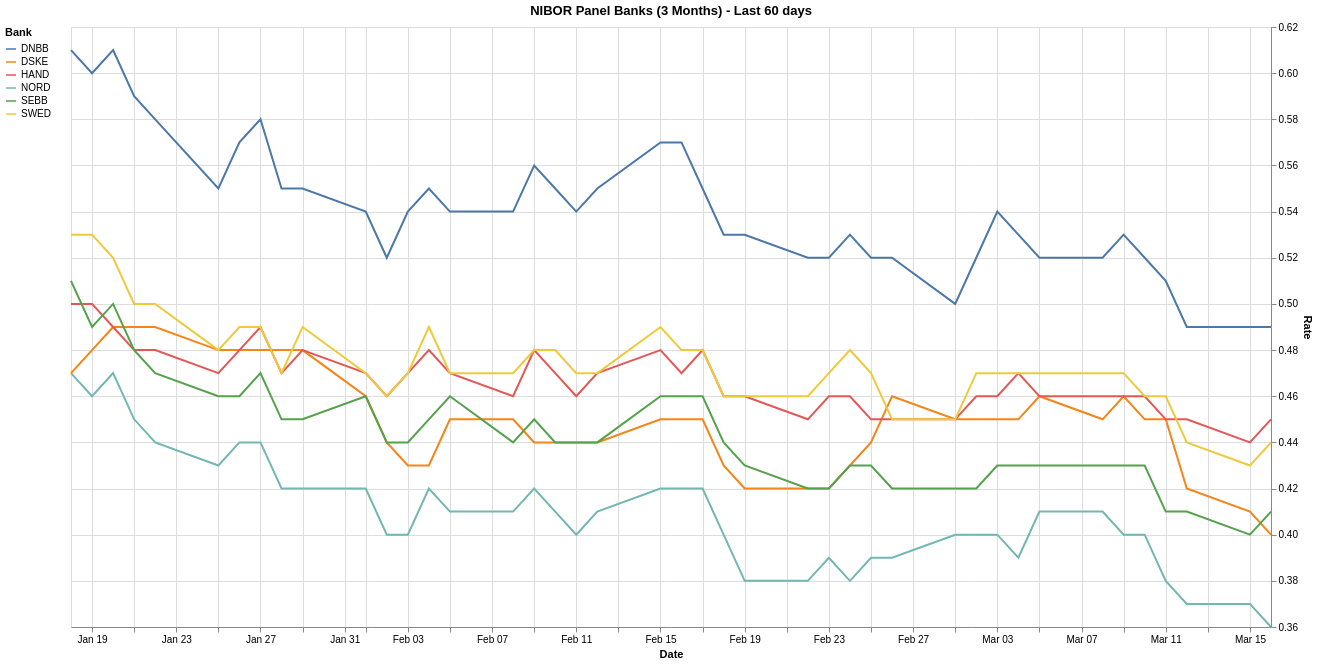 NIBOR Panel Banks (3 Months) - Last 60 days
Bank
DNBB
DSKE
HAND
NORD
SEBB
SWED
0.62
0.60
0.58
0.56
0.54
0.52
0.50
0.48
0.46
0.44
0.42
0.40
0.38
0.36
Rate
Jan 19 Jan 23 Jan 27 Jan 31 Feb 03 Feb 07 Feb 11 Feb 15 Feb 19 Feb 23 Feb 27 Mar 03 Mar 07 Mar 11 Mar 15
Date